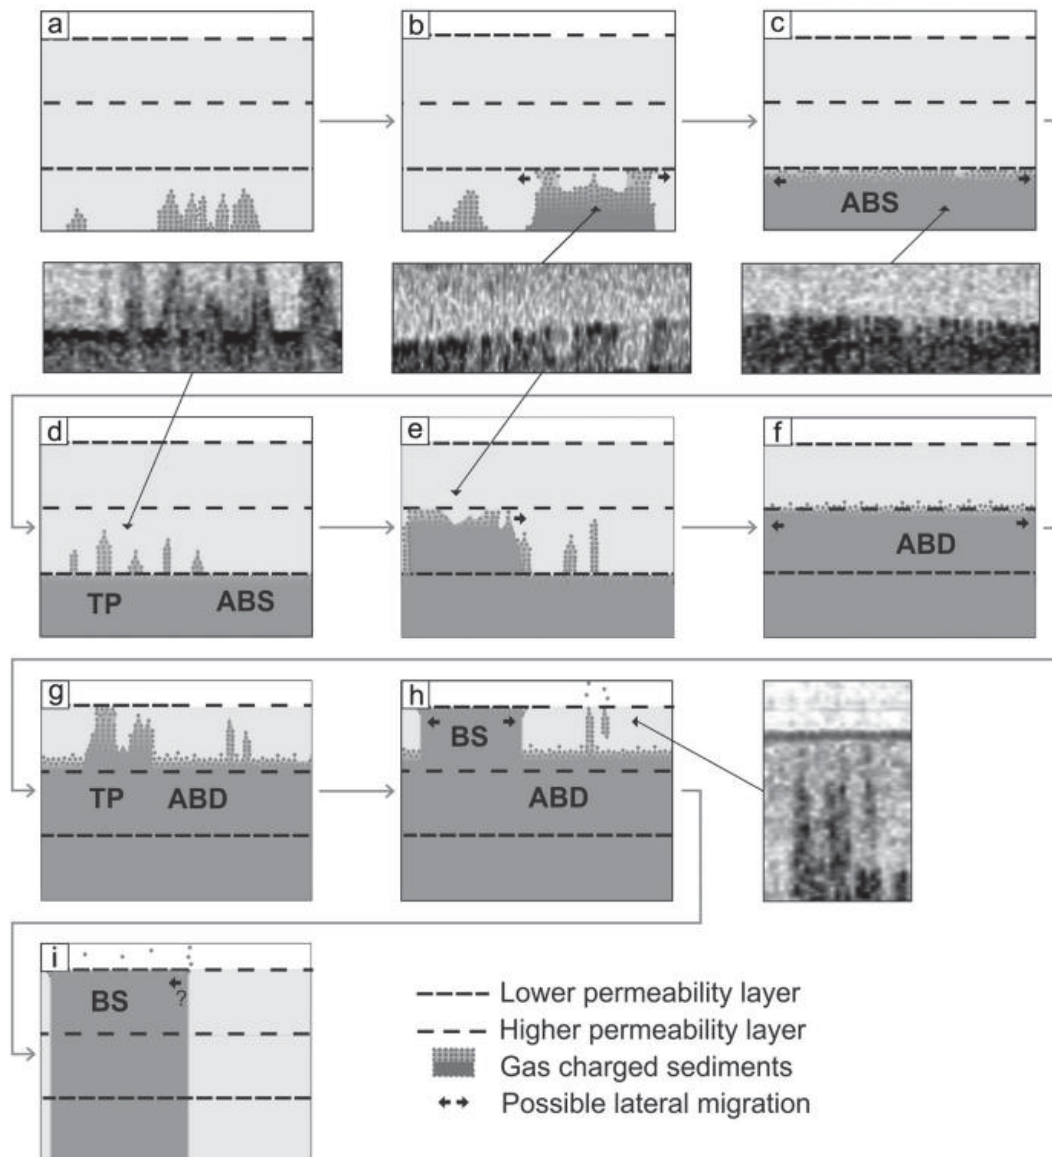 a
b
c
ABS
d
TP ABS
e
f
ABD
g
TP ABD
h
BS
ABD
i
BS
?
Lower permeability layer
Higher permeability layer
Gas charged sediments
Possible lateral migration